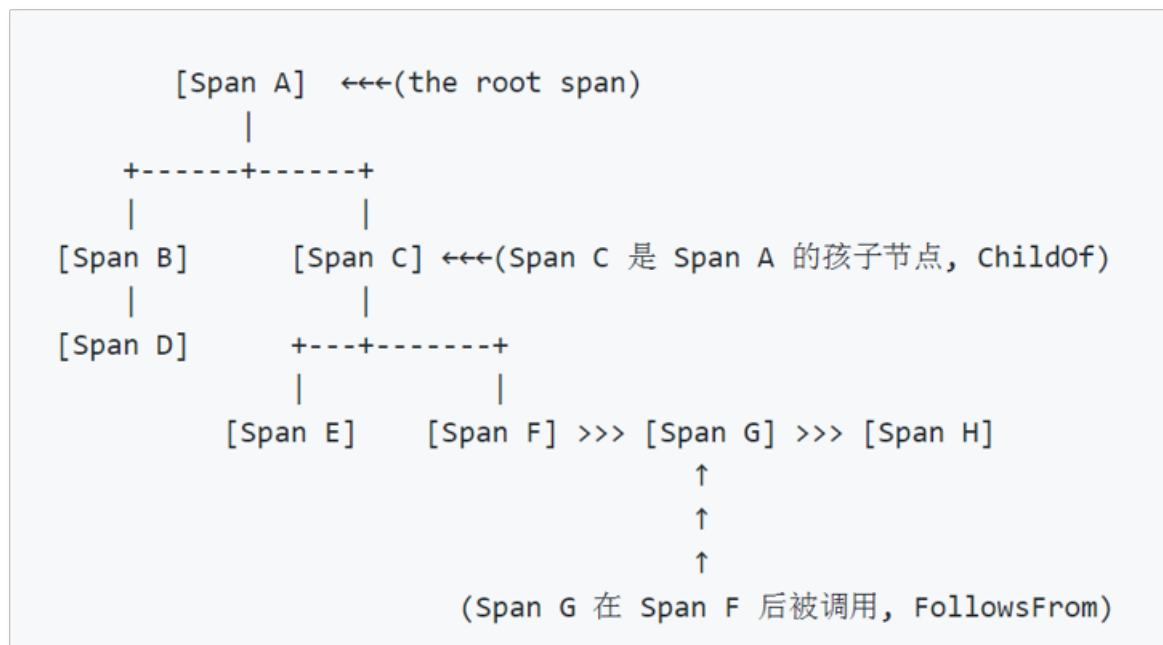 [Span A] ←←←(the root span)
|
+------+------+
| |
[Span B] [Span C] ←←←(Span C 是 Span A 的孩子节点, ChildOf)
| |
[Span D] +---+-------+
| |
[Span E] [Span F] >>> [Span G] >>> [Span H]
↑
↑
↑
(Span G 在 Span F 后被调用, FollowsFrom)